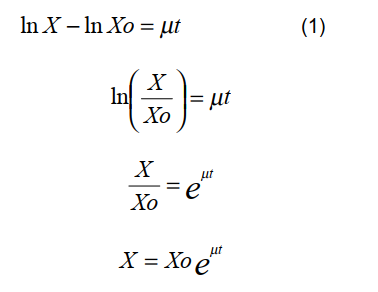 ln X − ln Xo = μt (1)
ln(X/Xo) = μt
X/Xo = e^μt
X = Xo e^μt